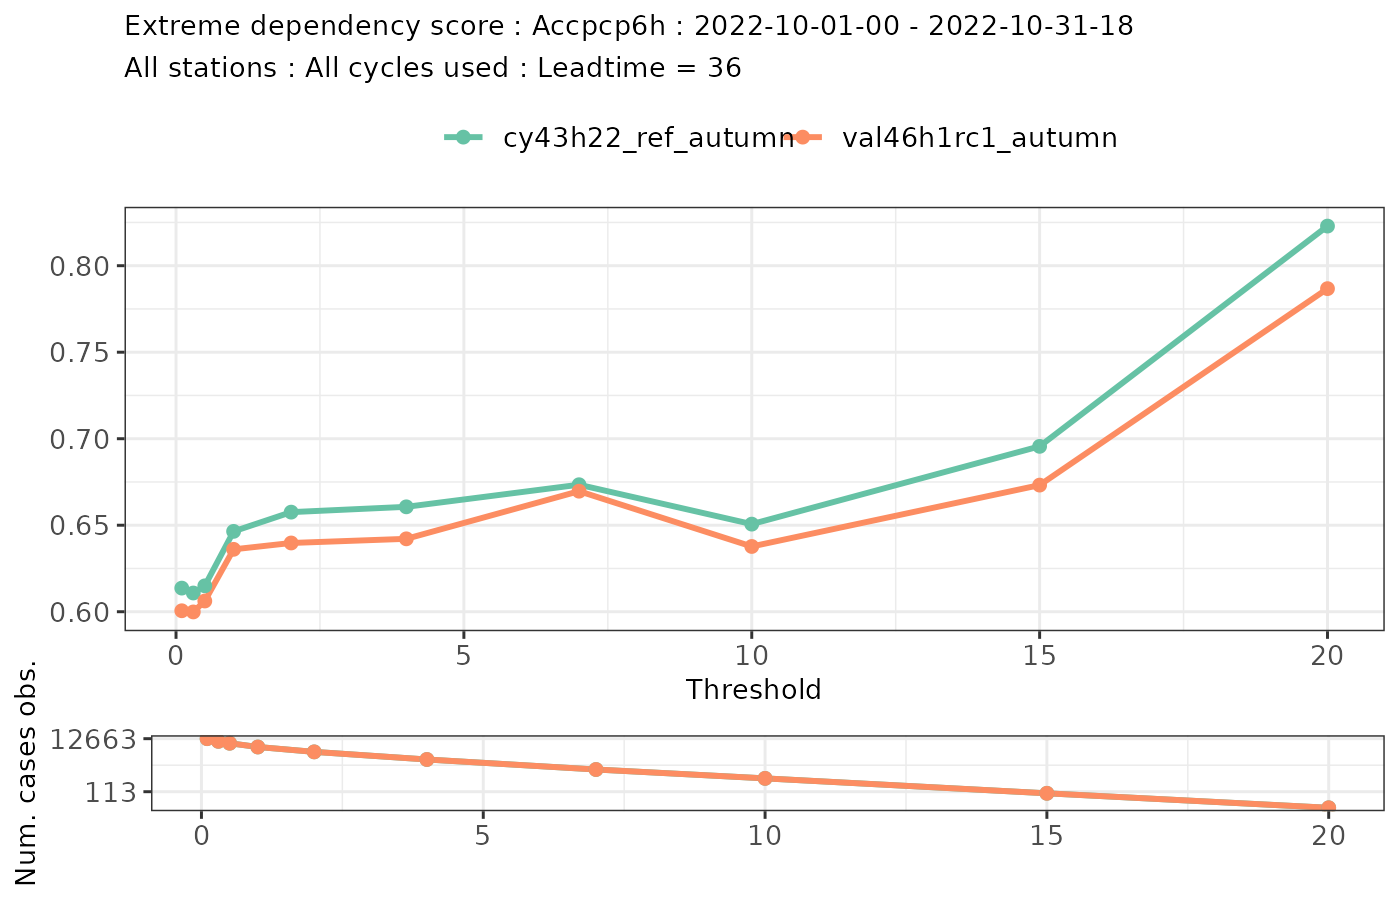 Extreme dependency score : Accpcp6h : 2022-10-01-00 - 2022-10-31-18
All stations : All cycles used : Leadtime = 36
cy43h22_ref_autumn val46h1rc1_autumn
0.80
0.75
0.70
0.65
0.60
0 5 10 15 20
Threshold
Num. cases obs.
12663
113
0 5 10 15 20